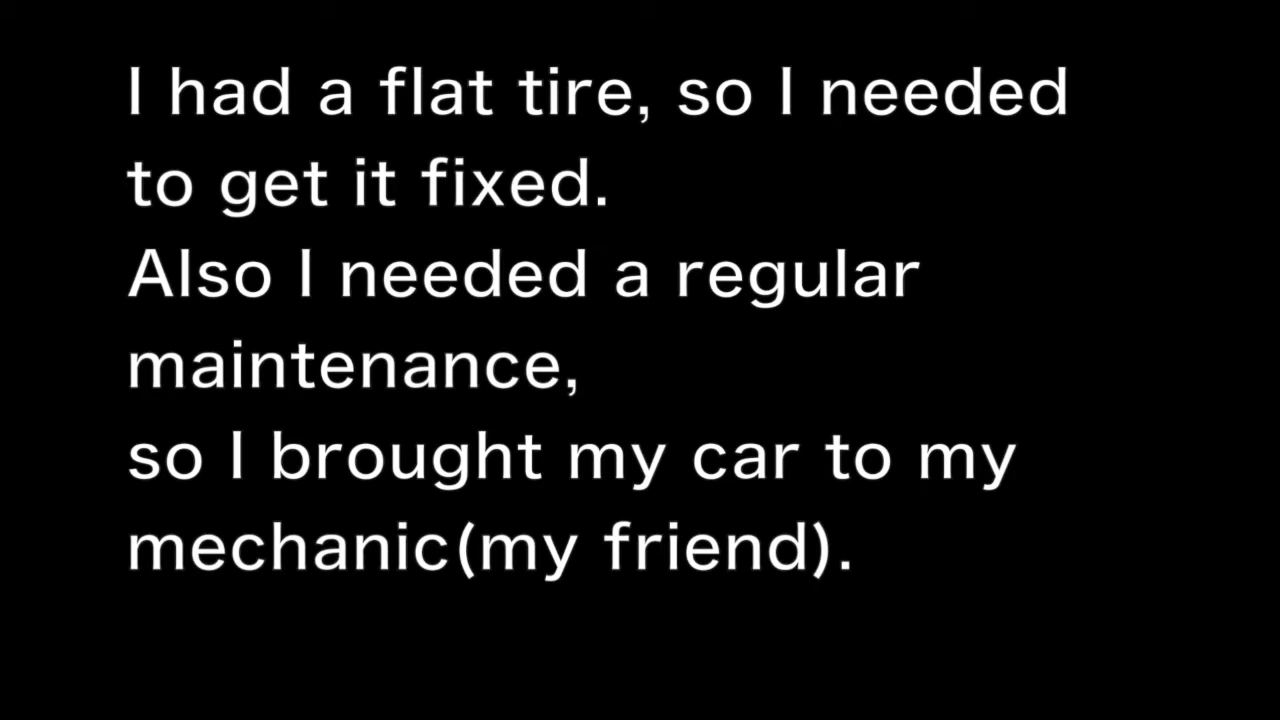 I had a flat tire, so I needed
to get it fixed.
Also I needed a regular
maintenance,
so I brought my car to my
mechanic(my friend).